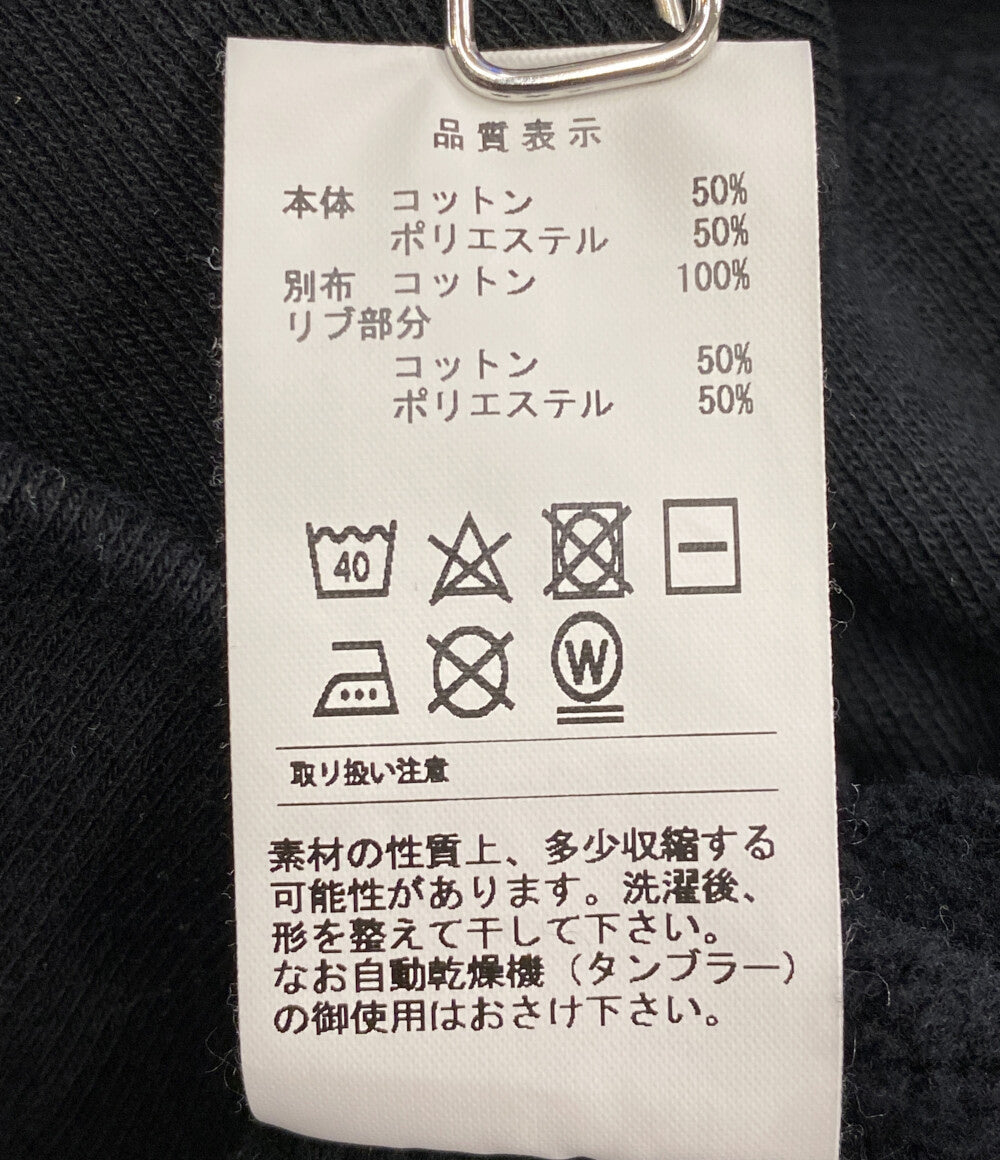 品質表示
本体 コットン 50%
ポリエステル 50%
別布 コットン 100%
リブ部分
コットン 50%
ポリエステル 50%
40
W
取り扱い注意
素材の性質上、多少収縮する
可能性があります。洗濯後、
形を整えて干して下さい。
なお自動乾燥機（タンブラー）
の御使用はおさけ下さい。